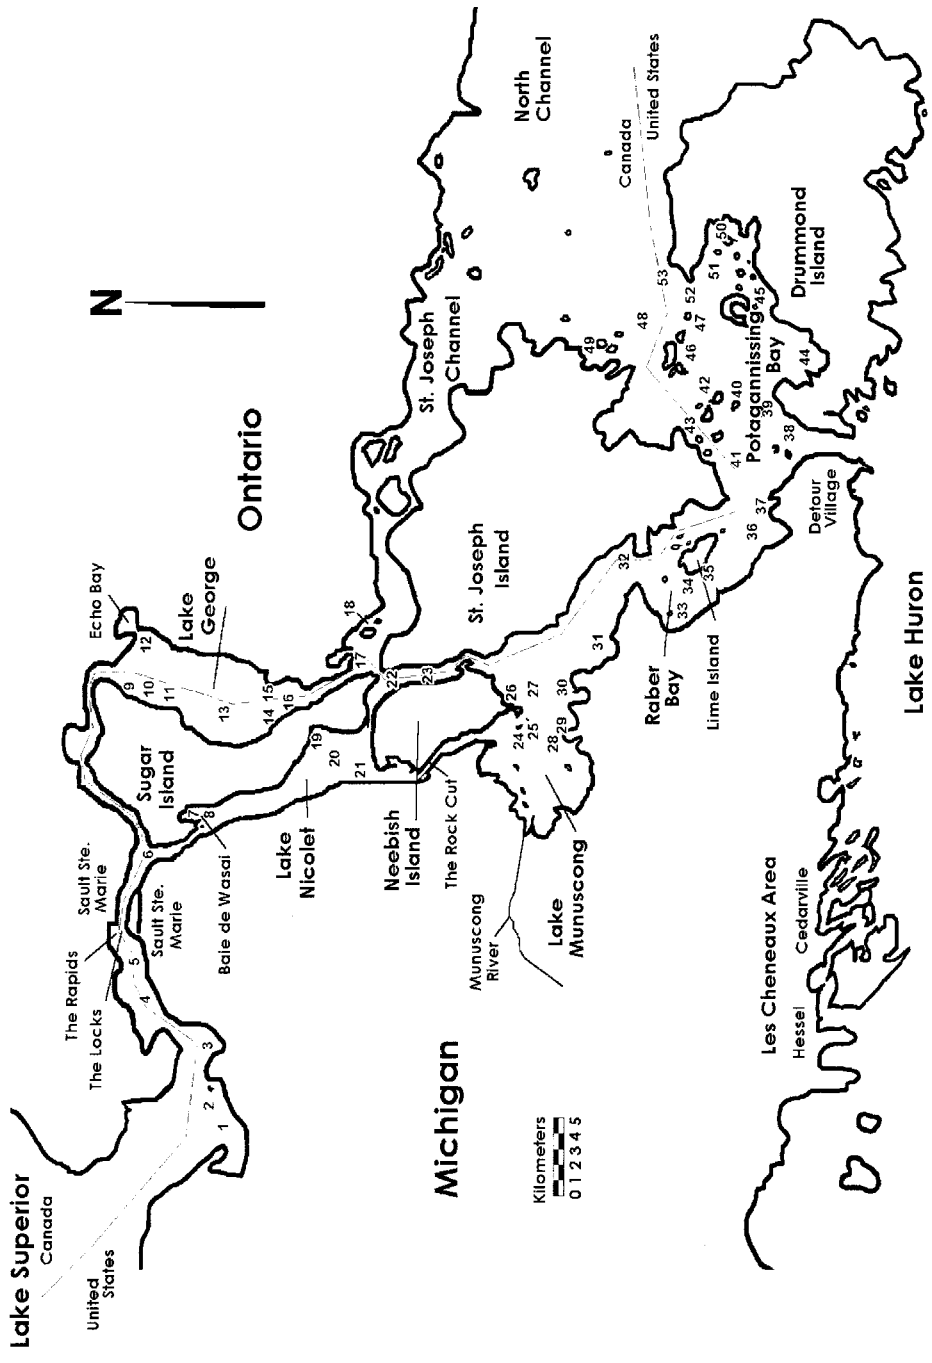 Lake Superior
Canada
United
States
The Rapids
The Locks
Sault Ste.
Marie
Sault Ste.
Marie
Baie de Wasai
Sugar
Island
Echo Bay
Lake
George
Ontario
N
Lake
Nicolet
Neebish
Island
The Rock Cut
Munuscong
River
Lake
Munuscong
Michigan
Kilometers
0 1 2 3 4 5
St. Joseph
Channel
North
Channel
St. Joseph
Island
Canada
United States
Raber
Bay
Lime Island
Potagannissing
Bay
Drummond
Island
Detour
Village
Lake Huron
Les Cheneaux Area
Hessel
Cedarville
1
2
3
4
5
6
7
8
9
10
11
12
13
14
15
16
17
18
19
20
21
22
23
24
25
26
27
28
29
30
31
32
33
34
35
36
37
38
39
40
41
42
43
44
45
46
47
48
49
50
51
52
53